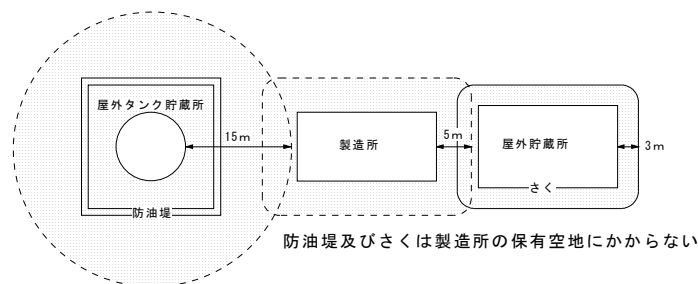 屋外タンク貯蔵所
15m
製造所
5m
屋外貯蔵所
3m
さく
防油堤
防油堤及びさくは製造所の保有空地にかからない